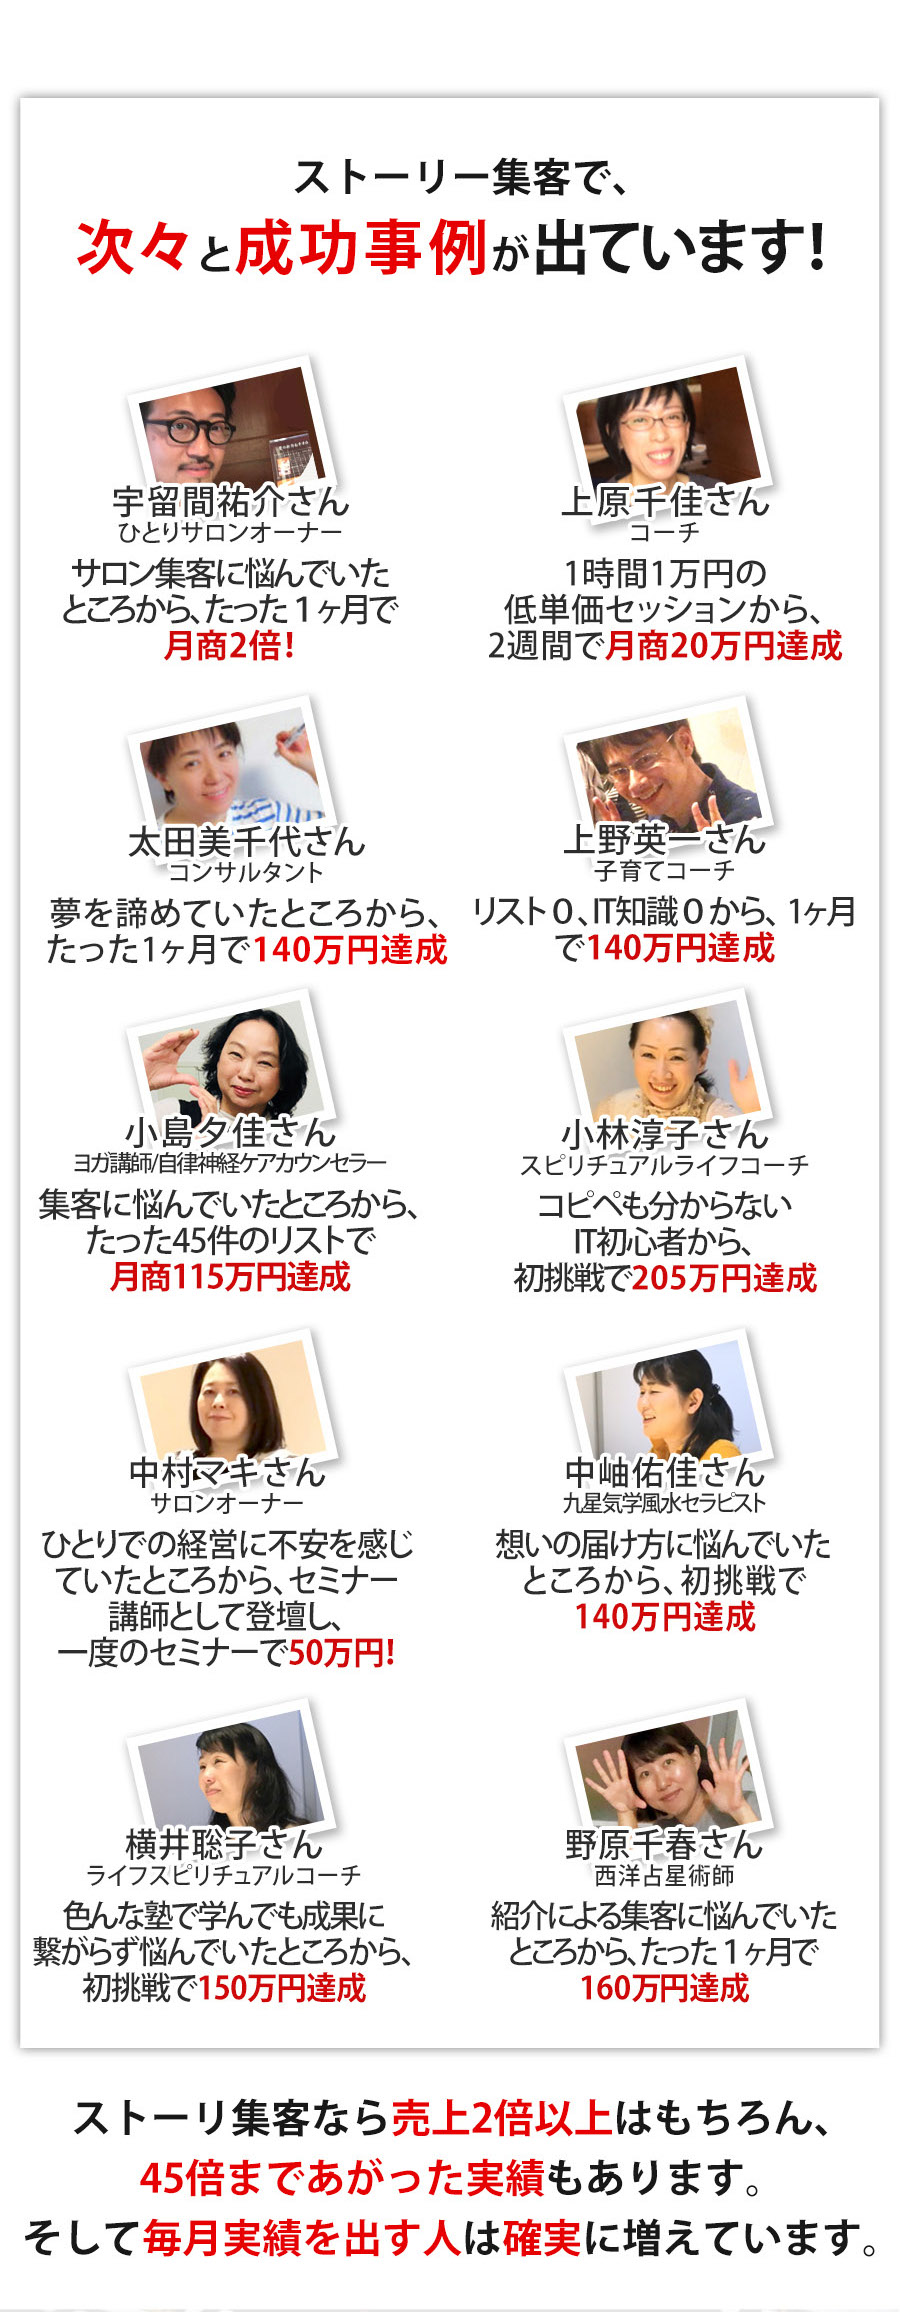 ストーリー集客で、
次々と成功事例が出ています!
宇留間祐介さん
ひとりサロンオーナー
サロン集客に悩んでいた
ところから、たった１ヶ月で
月商2倍!
上原千佳さん
コーチ
1時間1万円の
低単価セッションから、
2週間で月商20万円達成
太田美千代さん
コンサルタント
夢を諦めていたところから、
たった1ヶ月で140万円達成
上野英一さん
子育てコーチ
リスト０、IT知識０から、1ヶ月
で140万円達成
小島夕佳さん
ヨガ講師/自律神経ケアカウンセラー
集客に悩んでいたところから、
たった45件のリストで
月商115万円達成
小林淳子さん
スピリチュアルライフコーチ
コピペも分からない
IT初心者から、
初挑戦で205万円達成
中村マキさん
サロンオーナー
ひとりでの経営に不安を感じ
ていたところから、セミナー
講師として登壇し、
一度のセミナーで50万円!
中岫佑佳さん
九星気学風水セラピスト
想いの届け方に悩んでいた
ところから、初挑戦で
140万円達成
横井聡子さん
ライフスピリチュアルコーチ
色んな塾で学んでも成果に
繋がらず悩んでいたところから、
初挑戦で150万円達成
野原千春さん
西洋占星術師
紹介による集客に悩んでいた
ところから、たった１ヶ月で
160万円達成
ストーリ集客なら売上2倍以上はもちろん、
45倍まであがった実績もあります。
そして毎月実績を出す人は確実に増えています。